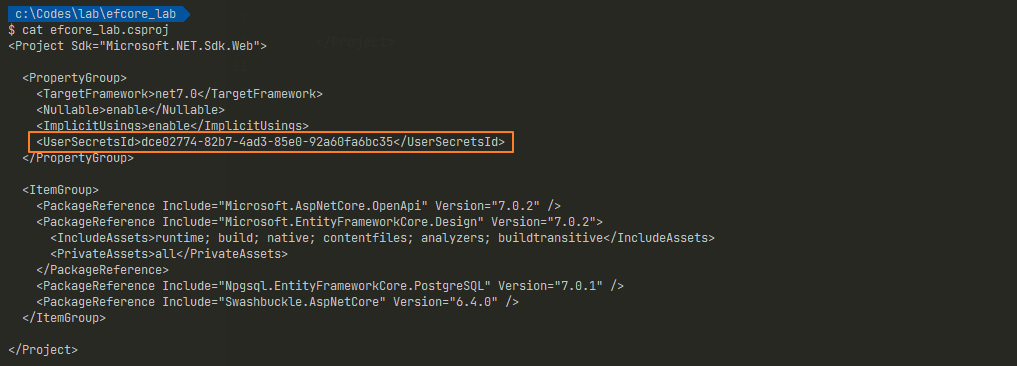 c:\Codes\lab\efcore_lab
$ cat efcore_lab.csproj
<Project Sdk="Microsoft.NET.Sdk.Web">
<PropertyGroup>
<TargetFramework>net7.0</TargetFramework>
<Nullable>enable</Nullable>
<ImplicitUsings>enable</ImplicitUsings>
<UserSecretsId>dce02774-82b7-4ad3-85e0-92a60fa6bc35</UserSecretsId>
</PropertyGroup>
<ItemGroup>
<PackageReference Include="Microsoft.AspNetCore.OpenApi" Version="7.0.2" />
<PackageReference Include="Microsoft.EntityFrameworkCore.Design" Version="7.0.2">
<IncludeAssets>runtime; build; native; contentfiles; analyzers; buildtransitive</IncludeAssets>
<PrivateAssets>all</PrivateAssets>
</PackageReference>
<PackageReference Include="Npgsql.EntityFrameworkCore.PostgreSQL" Version="7.0.1" />
<PackageReference Include="Swashbuckle.AspNetCore" Version="6.4.0" />
</ItemGroup>
</Project>